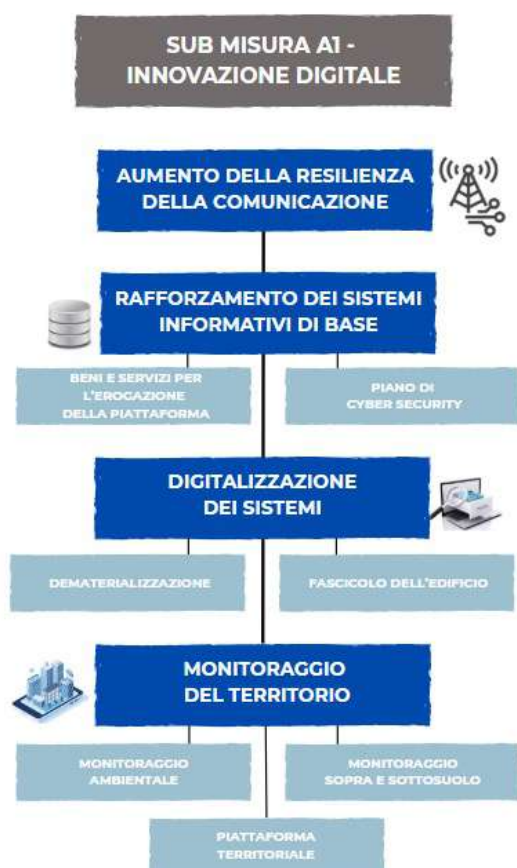 SUB MISURA A1 -
INNOVAZIONE DIGITALE
AUMENTO DELLA RESILIENZA
DELLA COMUNICAZIONE
RAFFORZAMENTO DEI SISTEMI
INFORMATIVI DI BASE
BENI E SERVIZI PER
L'EROGAZIONE
DELLA PIATTAFORMA
PIANO DI
CYBER SECURITY
DIGITALIZZAZIONE
DEI SISTEMI
DEMATERIALIZZAZIONE
FASCICOLO DELL'EDIFICIO
MONITORAGGIO
DEL TERRITORIO
MONITORAGGIO
AMBIENTALE
MONITORAGGIO
SOPRA E SOTTOSUOLO
PIATTAFORMA
TERRITORIALE